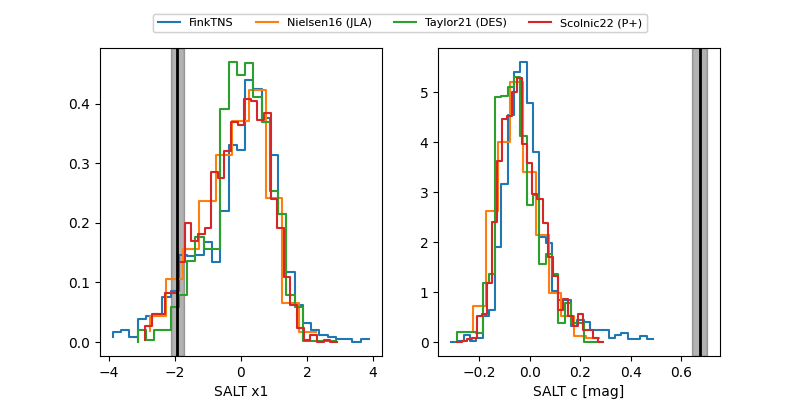 FinkTNS Nielsen16 (JLA) Taylor21 (DES) Scolnic22 (P+)
0.4
0.3
0.2
0.1
0.0
−4 −2 0 2 4
SALT x1
5
4
3
2
1
0
−0.2 0.0 0.2 0.4 0.6
SALT c [mag]